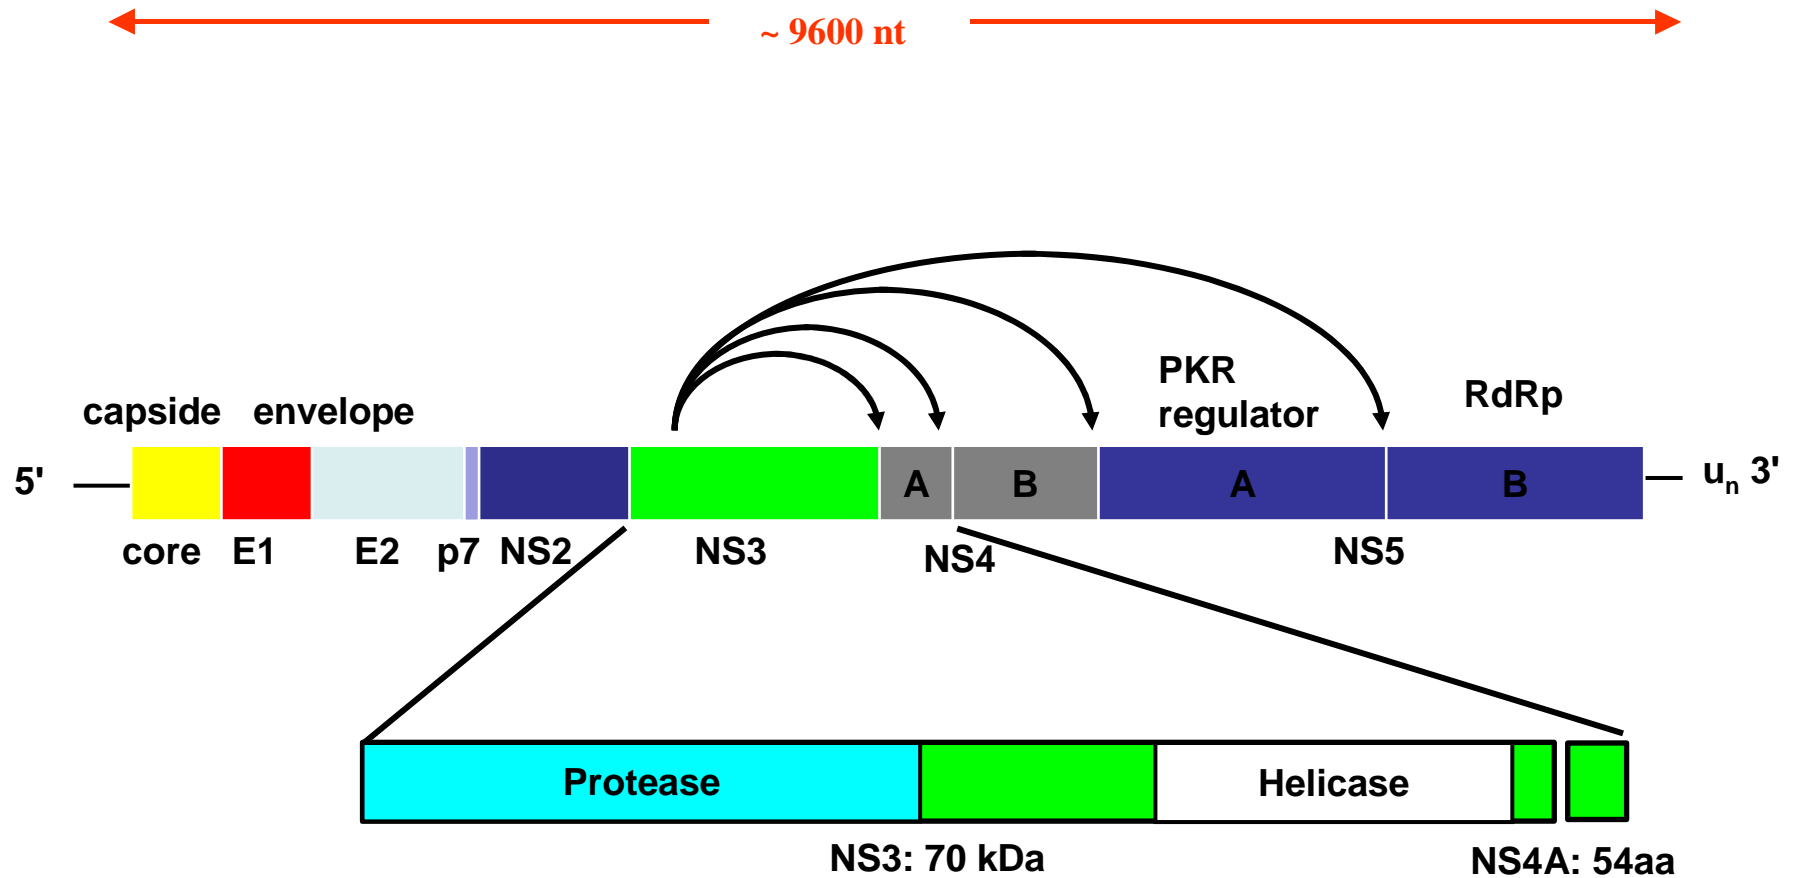 ~ 9600 nt
PKR
regulator
RdRp
capside envelope
5' A B A B un 3'
core E1 E2 p7 NS2 NS3 NS4 NS5
Protease Helicase
NS3: 70 kDa NS4A: 54aa